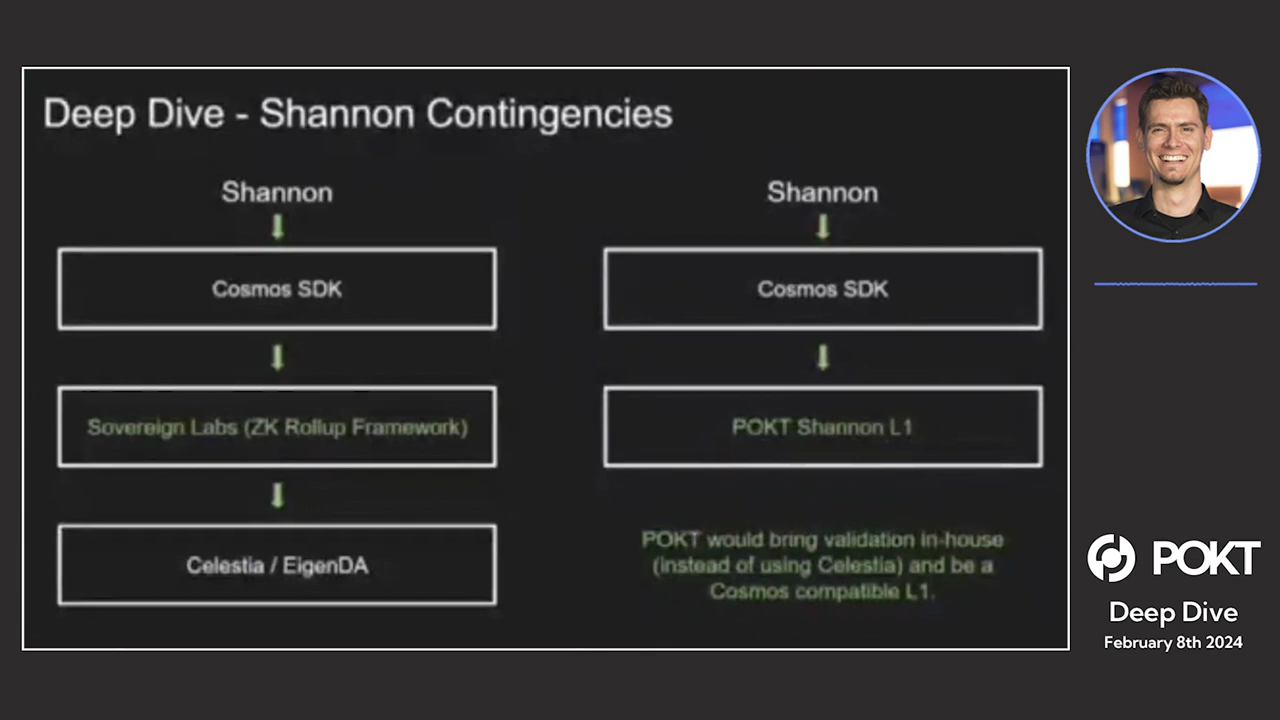 Deep Dive - Shannon Contingencies
Shannon
Cosmos SDK
Sovereign Labs (ZK Rollup Framework)
Celestia / EigenDA
Shannon
Cosmos SDK
POKT Shannon L1
POKT would bring validation in-house
(instead of using Celestia) and be a
Cosmos compatible L1.
POKT
Deep Dive
February 8th 2024